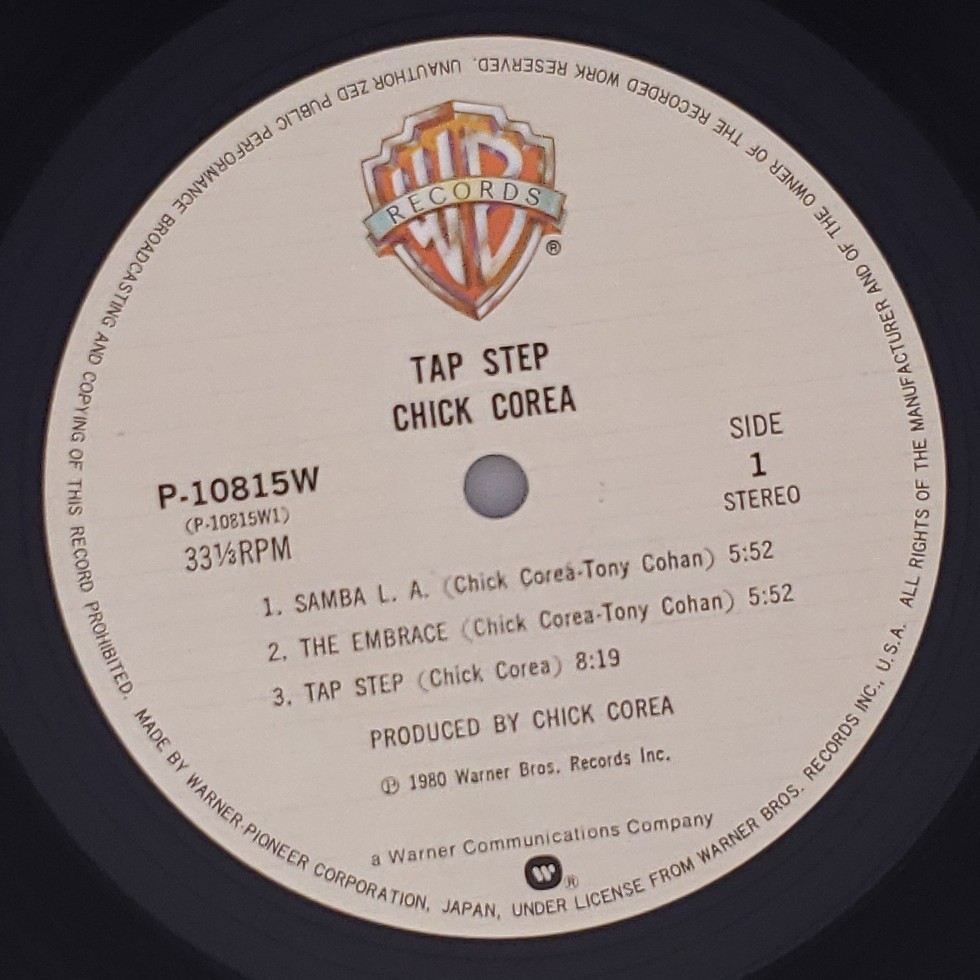 WB
RECORDS
®
TAP STEP
CHICK COREA
P-10815W
(P-10815W1)
33⅓RPM
SIDE
1
STEREO
1. SAMBA L. A. (Chick Corea-Tony Cohan) 5:52
2. THE EMBRACE (Chick Corea-Tony Cohan) 5:52
3. TAP STEP (Chick Corea) 8:19
PRODUCED BY CHICK COREA
Ⓟ 1980 Warner Bros. Records Inc.
a Warner Communications Company
W ®
MADE BY WARNER-PIONEER CORPORATION, JAPAN, UNDER LICENSE FROM WARNER BROS. RECORDS INC., U.S.A. ALL RIGHTS OF THE MANUFACTURER AND OF THE OWNER OF THE RECORDED WORK RESERVED. UNAUTHOR ZED PUBLIC PERFORMANCE BROADCASTING AND COPYING OF THIS RECORD PROHIBITED.